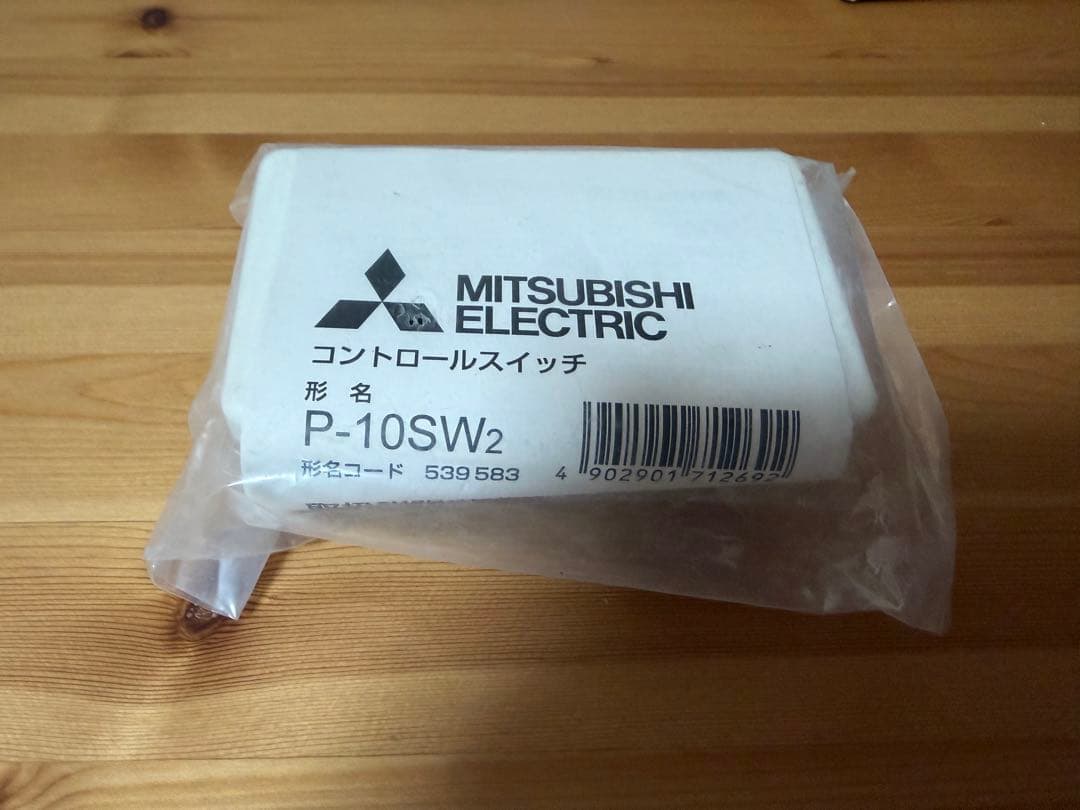 MITSUBISHI
ELECTRIC
コントロールスイッチ
形 名
P-10SW2
形名コード 539583
4 902901 712692